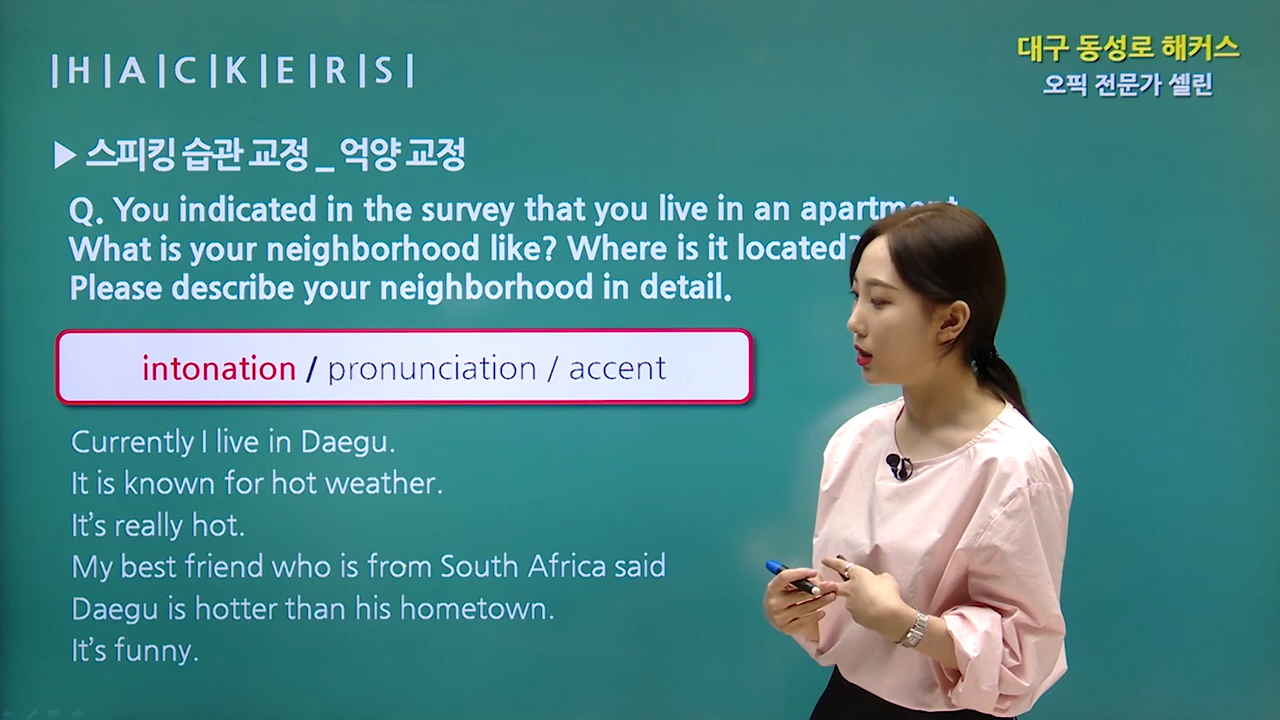 |H|A|C|K|E|R|S|
대구 동성로 해커스
오픽 전문가 셀린
▶ 스피킹 습관 교정 _ 억양 교정
Q. You indicated in the survey that you live in an apartment.
What is your neighborhood like? Where is it located?
Please describe your neighborhood in detail.
intonation / pronunciation / accent
Currently I live in Daegu.
It is known for hot weather.
It's really hot.
My best friend who is from South Africa said
Daegu is hotter than his hometown.
It's funny.